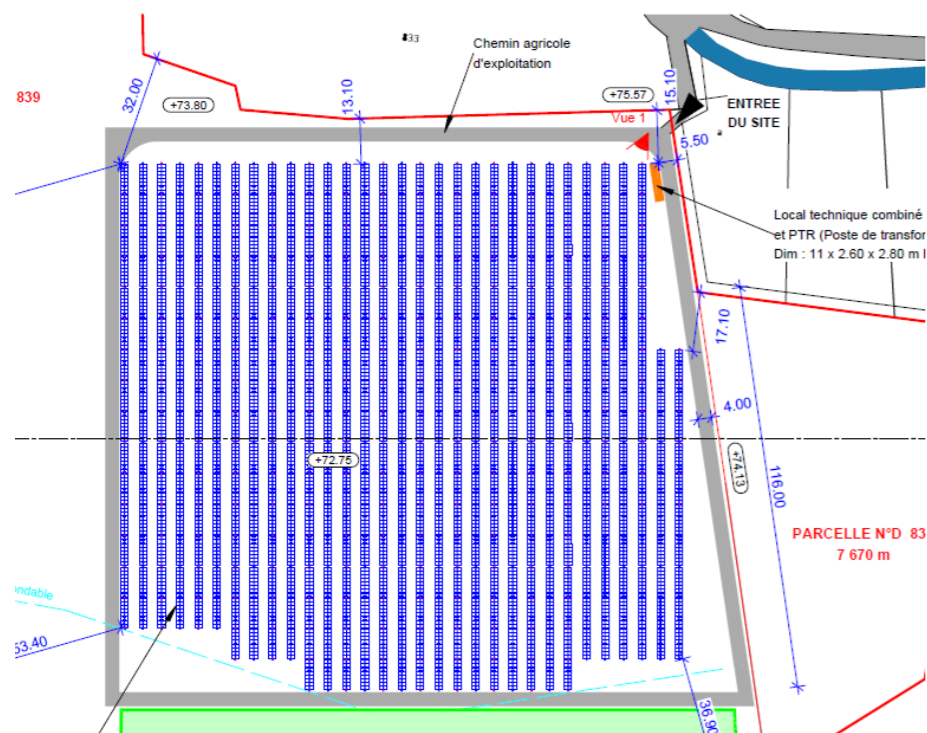 833
Chemin agricole
d'exploitation
839
32.00
+73.80
13.10
+75.57
15.10
Vue 1
ENTREE
DU SITE
a
5.50
Local technique combiné
et PTR (Poste de transfor
Dim : 11 x 2.60 x 2.80 m
17.10
4.00
+72.75
+74.13
116.00
PARCELLE N°D 83
7 670 m
ondable
53.40
36.90